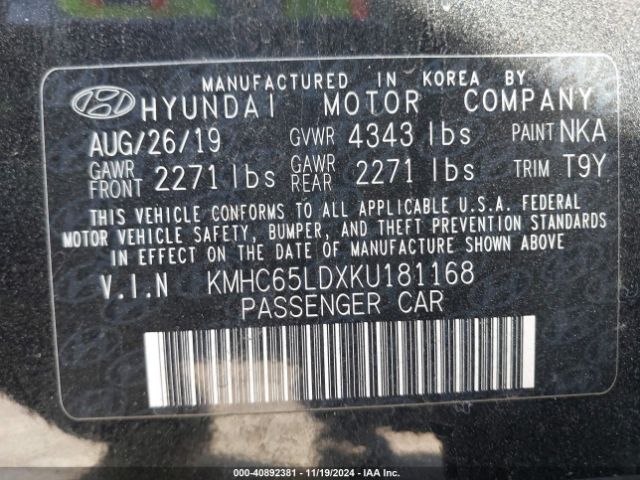 MANUFACTURED IN KOREA BY
HYUNDAI MOTOR COMPANY
AUG/26/19 GVWR 4343 lbs PAINT NKA
GAWR FRONT 2271 lbs GAWR REAR 2271 lbs TRIM T9Y
THIS VEHICLE CONFORMS TO ALL APPLICABLE U.S.A. FEDERAL
MOTOR VEHICLE SAFETY, BUMPER, AND THEFT PREVENTION STANDARDS
IN EFFECT ON THE DATE OF MANUFACTURE SHOWN ABOVE
V.I.N KMHC65LDXKU181168
PASSENGER CAR
000-40892381 | 11/19/2024 | IAA Inc.